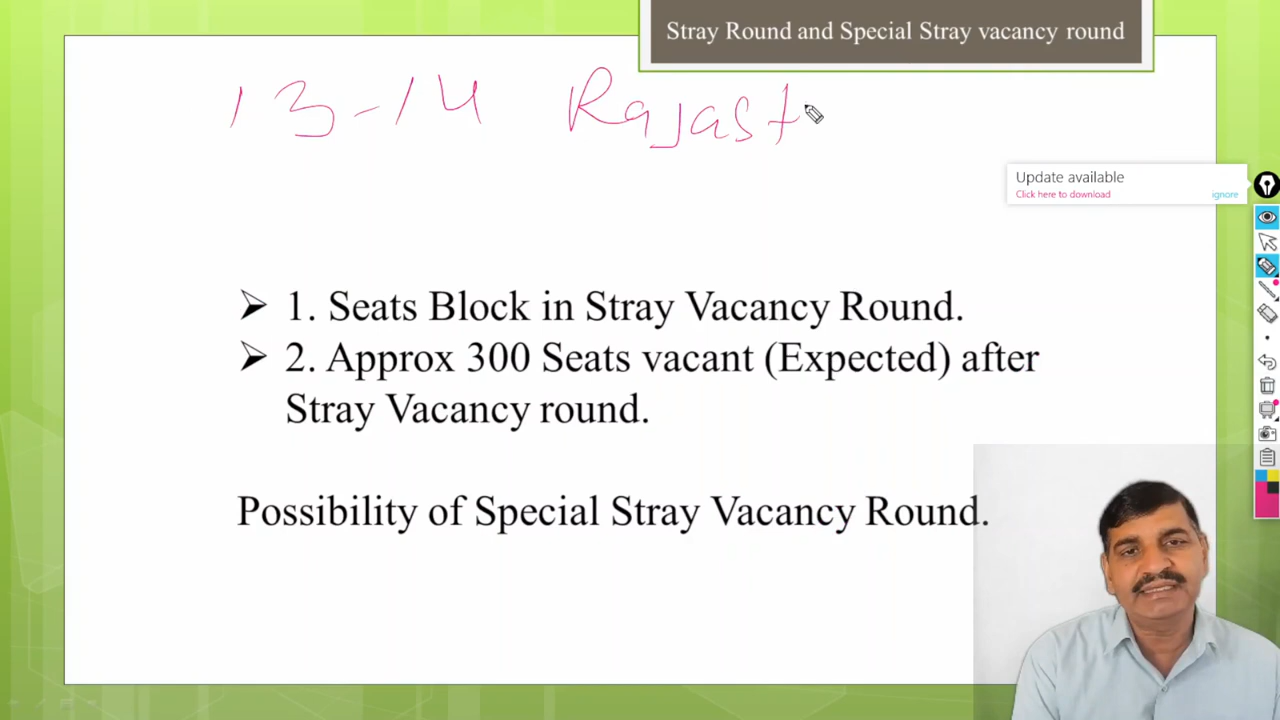 Stray Round and Special Stray vacancy round
13-14 Rajast
Update available
Click here to download ignore
➢ 1. Seats Block in Stray Vacancy Round.
➢ 2. Approx 300 Seats vacant (Expected) after
Stray Vacancy round.
Possibility of Special Stray Vacancy Round.